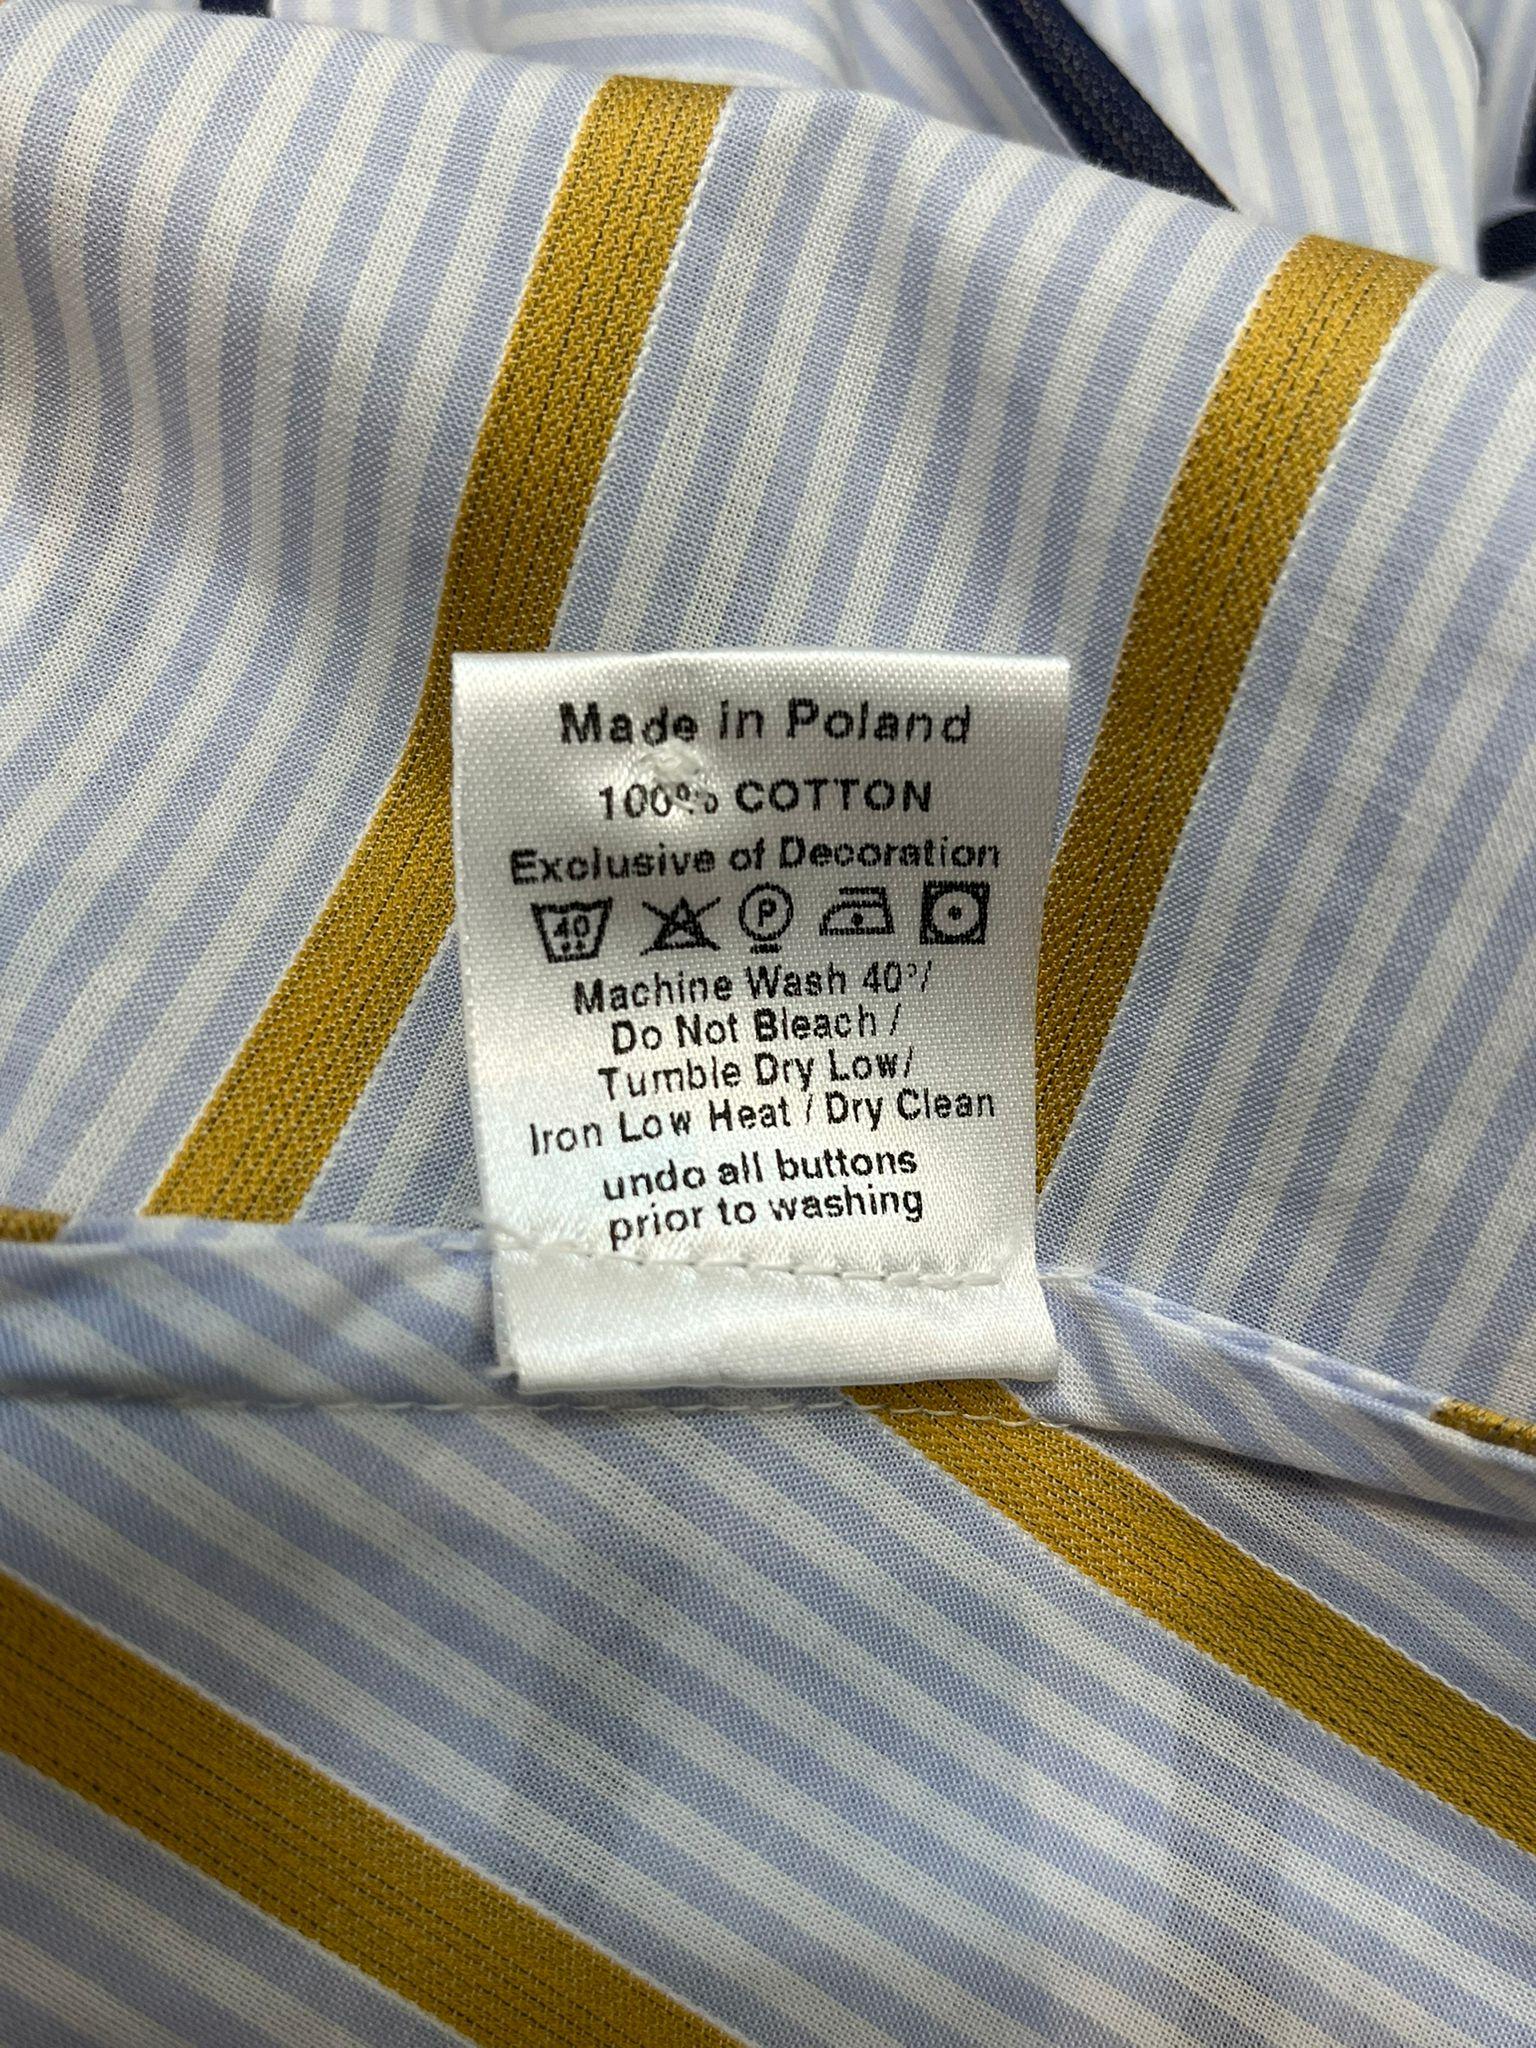 Made in Poland
100% COTTON
Exclusive of Decoration
40 P
Machine Wash 40°/
Do Not Bleach /
Tumble Dry Low/
Iron Low Heat / Dry Clean
undo all buttons
prior to washing